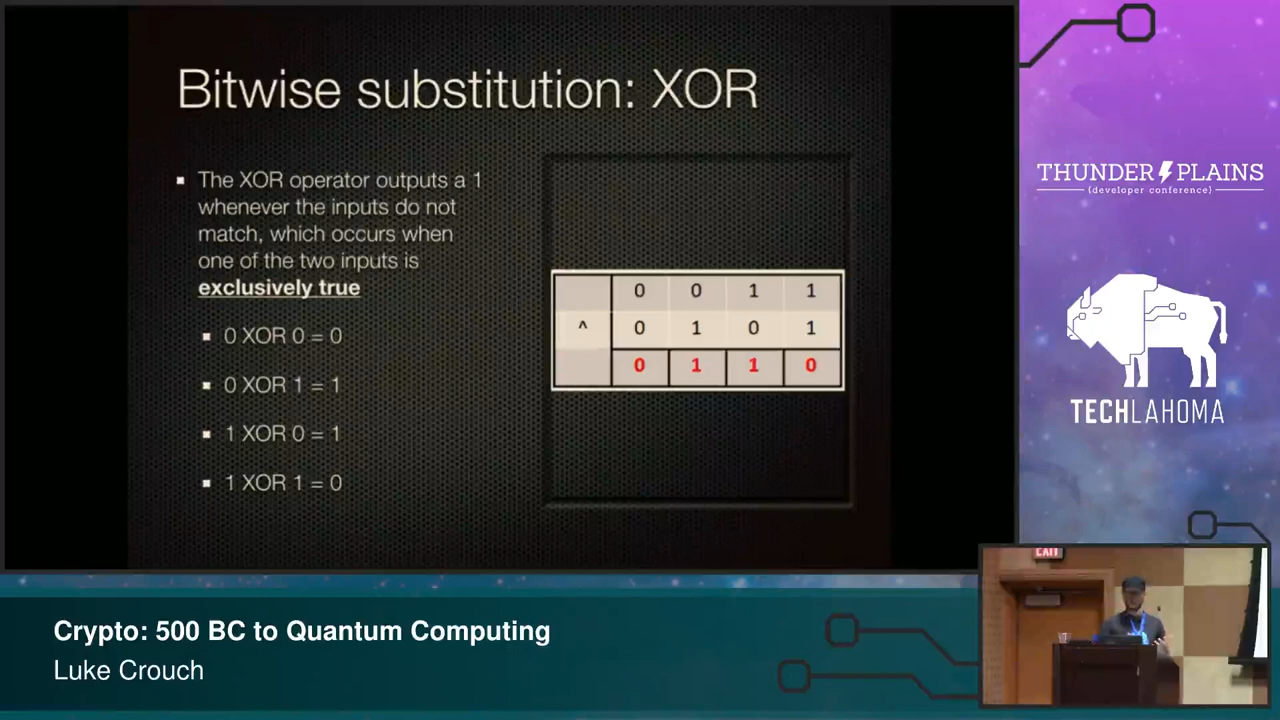 Bitwise substitution: XOR
▪ The XOR operator outputs a 1
whenever the inputs do not
match, which occurs when
one of the two inputs is
exclusively true
▪ 0 XOR 0 = 0
▪ 0 XOR 1 = 1
▪ 1 XOR 0 = 1
▪ 1 XOR 1 = 0
0 0 1 1
^ 0 1 0 1
0 1 1 0
THUNDER PLAINS
{developer conference}
TECHLAHOMA
EXIT
Crypto: 500 BC to Quantum Computing
Luke Crouch